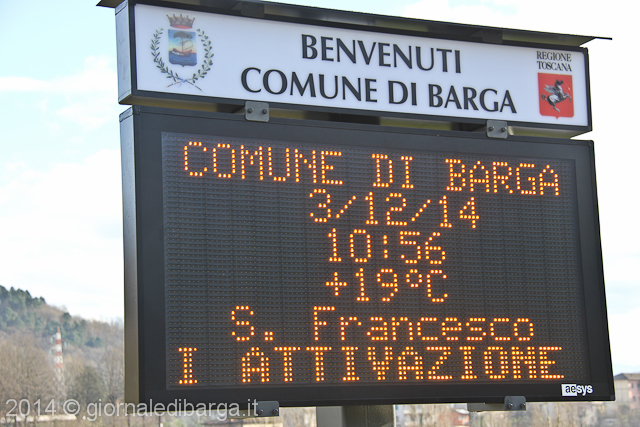 BENVENUTI
COMUNE DI BARGA
REGIONE
TOSCANA
COMUNE DI BARGA
3/12/14
10:56
+19°C
S. Francesco
I ATTIVAZIONE
aesys
2014 © giornaledibarga.it